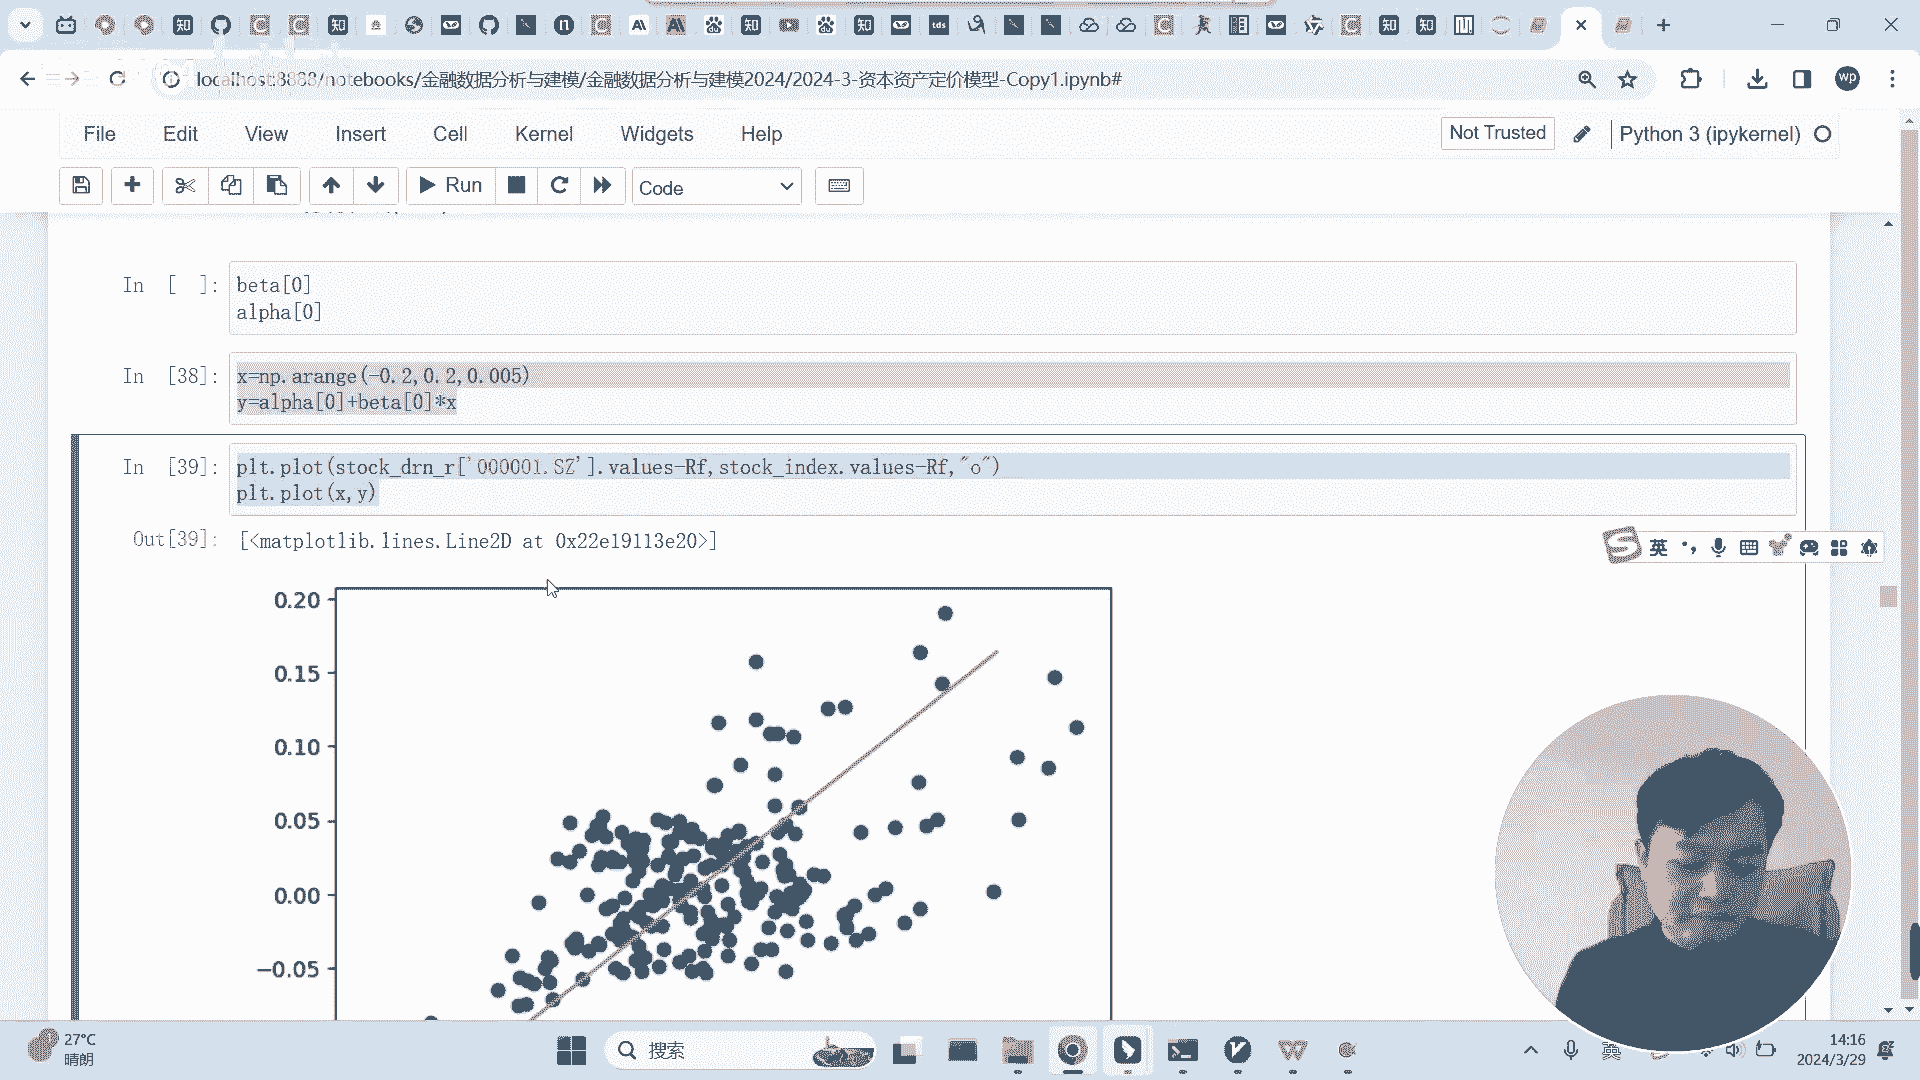 localhost:8888/notebooks/金融数据分析与建模/金融数据分析与建模2024/2024-3-资本资产定价模型-Copy1.ipynb#
wp
File Edit View Insert Cell Kernel Widgets Help
Not Trusted
Python 3 (ipykernel)
Run
Code
In [ ]:
beta[0]
alpha[0]
In [38]:
x=np.arange(-0.2,0.2,0.005)
y=alpha[0]+beta[0]*x
In [39]:
plt.plot(stock_drn_r['000001.SZ'].values-Rf,stock_index.values-Rf,"o")
plt.plot(x,y)
Out[39]:
[<matplotlib.lines.Line2D at 0x22e19113e20>]
英
0.20
0.15
0.10
0.05
0.00
−0.05
27°C
晴朗
搜索
英
14:16
2024/3/29